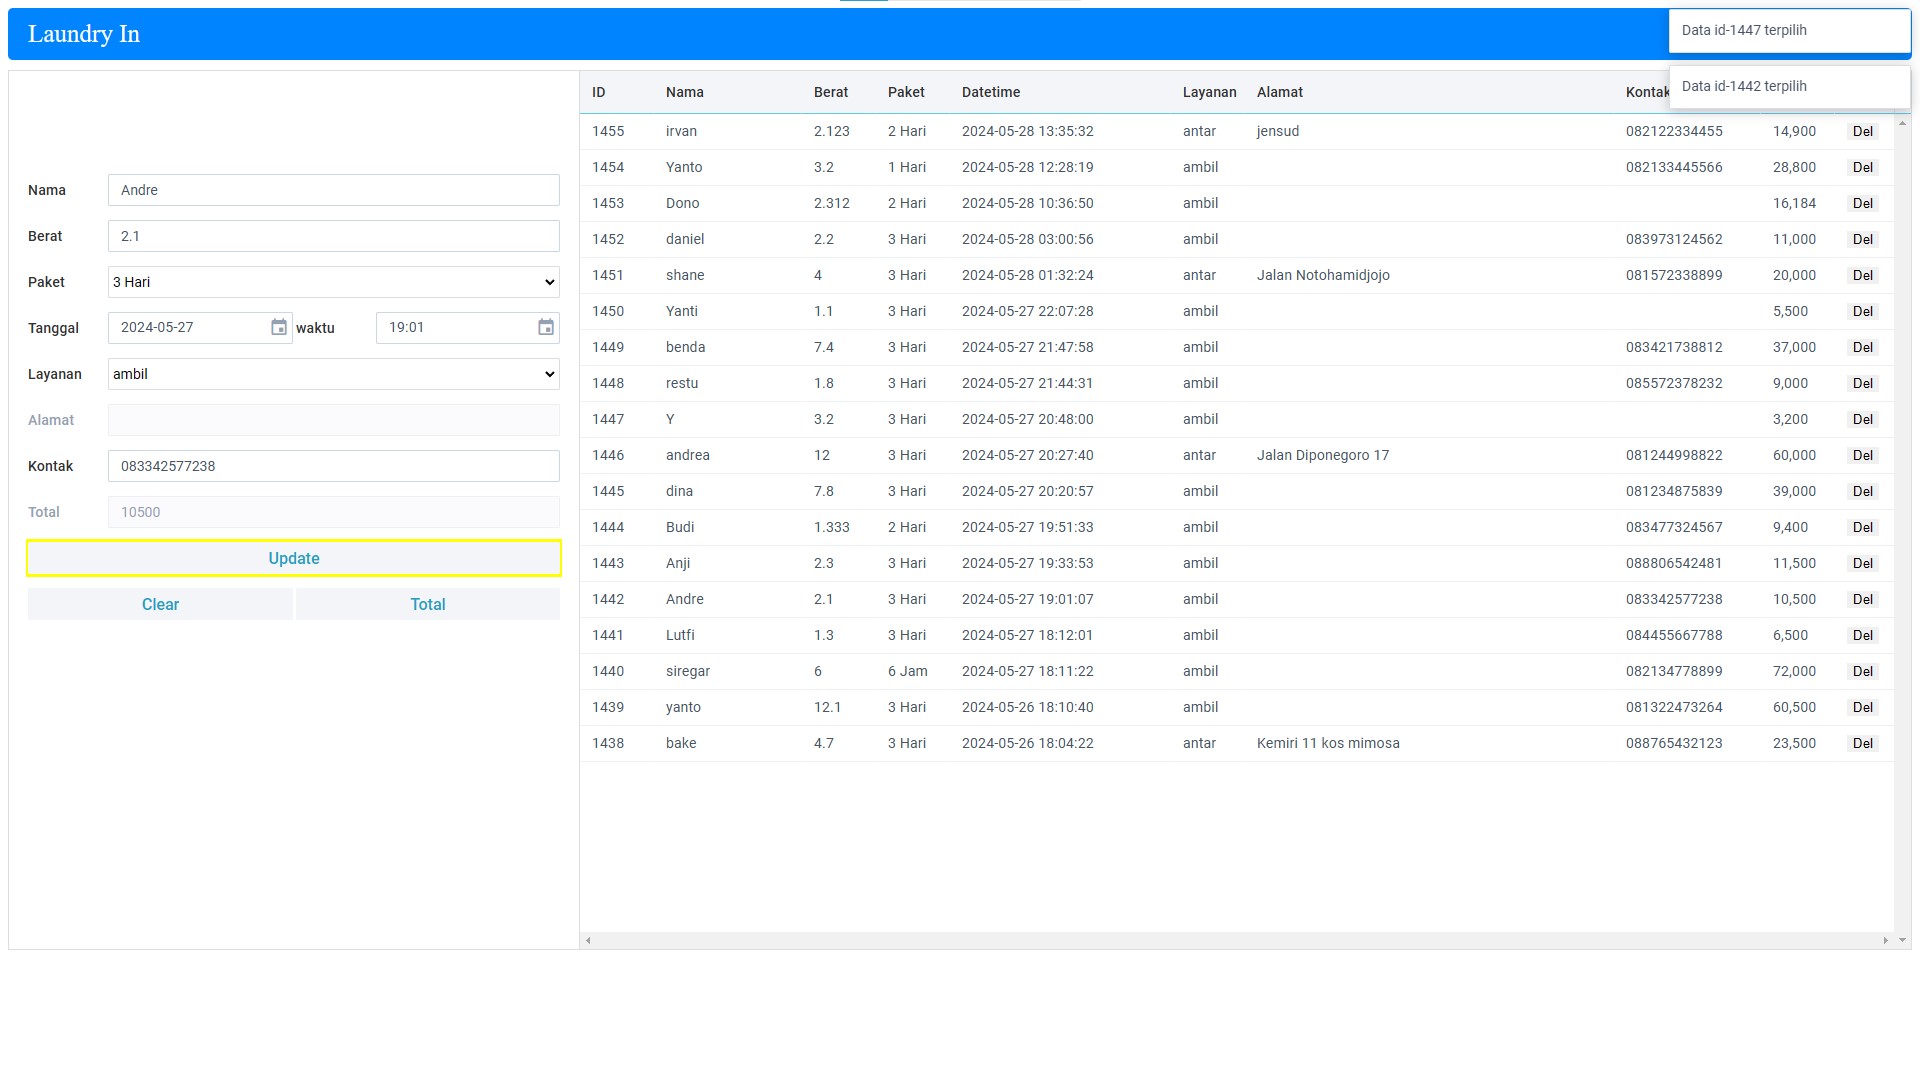 Laundry In
Data id-1447 terpilih
Data id-1442 terpilih
Nama Andre
Berat 2.1
Paket 3 Hari
Tanggal 2024-05-27 waktu 19:01
Layanan ambil
Alamat
Kontak 083342577238
Total 10500
Update
Clear Total
ID Nama Berat Paket Datetime Layanan Alamat Kontak
1455 irvan 2.123 2 Hari 2024-05-28 13:35:32 antar jensud 082122334455 14,900 Del
1454 Yanto 3.2 1 Hari 2024-05-28 12:28:19 ambil 082133445566 28,800 Del
1453 Dono 2.312 2 Hari 2024-05-28 10:36:50 ambil 16,184 Del
1452 daniel 2.2 3 Hari 2024-05-28 03:00:56 ambil 083973124562 11,000 Del
1451 shane 4 3 Hari 2024-05-28 01:32:24 antar Jalan Notohamidjojo 081572338899 20,000 Del
1450 Yanti 1.1 3 Hari 2024-05-27 22:07:28 ambil 5,500 Del
1449 benda 7.4 3 Hari 2024-05-27 21:47:58 ambil 083421738812 37,000 Del
1448 restu 1.8 3 Hari 2024-05-27 21:44:31 ambil 085572378232 9,000 Del
1447 Y 3.2 3 Hari 2024-05-27 20:48:00 ambil 3,200 Del
1446 andrea 12 3 Hari 2024-05-27 20:27:40 antar Jalan Diponegoro 17 081244998822 60,000 Del
1445 dina 7.8 3 Hari 2024-05-27 20:20:57 ambil 081234875839 39,000 Del
1444 Budi 1.333 2 Hari 2024-05-27 19:51:33 ambil 083477324567 9,400 Del
1443 Anji 2.3 3 Hari 2024-05-27 19:33:53 ambil 088806542481 11,500 Del
1442 Andre 2.1 3 Hari 2024-05-27 19:01:07 ambil 083342577238 10,500 Del
1441 Lutfi 1.3 3 Hari 2024-05-27 18:12:01 ambil 084455667788 6,500 Del
1440 siregar 6 6 Jam 2024-05-27 18:11:22 ambil 082134778899 72,000 Del
1439 yanto 12.1 3 Hari 2024-05-26 18:10:40 ambil 081322473264 60,500 Del
1438 bake 4.7 3 Hari 2024-05-26 18:04:22 antar Kemiri 11 kos mimosa 088765432123 23,500 Del